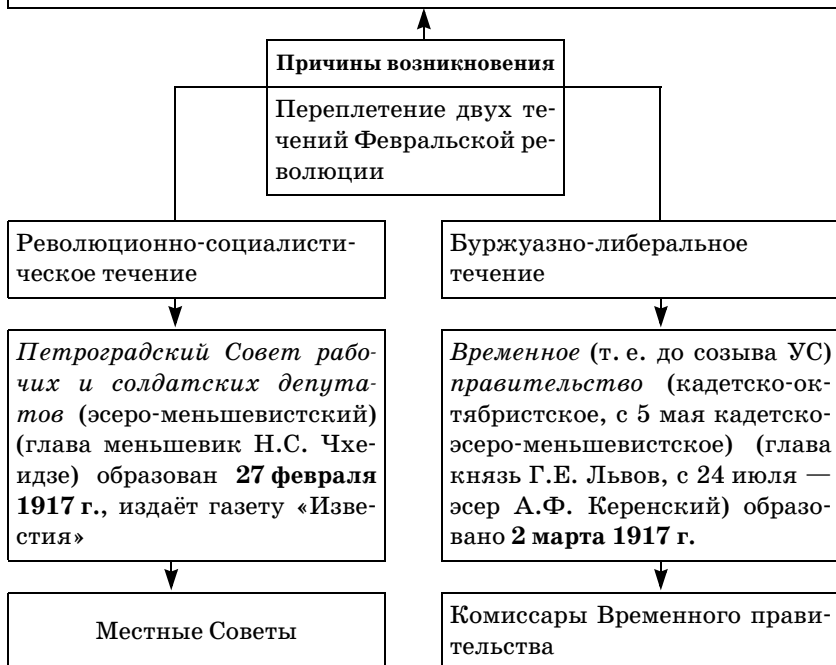 Причины возникновения
Переплетение двух те-
чений Февральской ре-
волюции
Революционно-социалисти-
ческое течение
Буржуазно-либеральное
течение
Петроградский Совет рабо-
чих и солдатских депута-
тов (эсеро-меньшевистский)
(глава меньшевик Н.С. Чхе-
идзе) образован 27 февраля
1917 г., издаёт газету «Изве-
стия»
Временное (т. е. до созыва УС)
правительство (кадетско-ок-
тябристское, с 5 мая кадетско-
эсеро-меньшевистское) (глава
князь Г.Е. Львов, с 24 июля —
эсер А.Ф. Керенский) образо-
вано 2 марта 1917 г.
Местные Советы
Комиссары Временного прави-
тельства